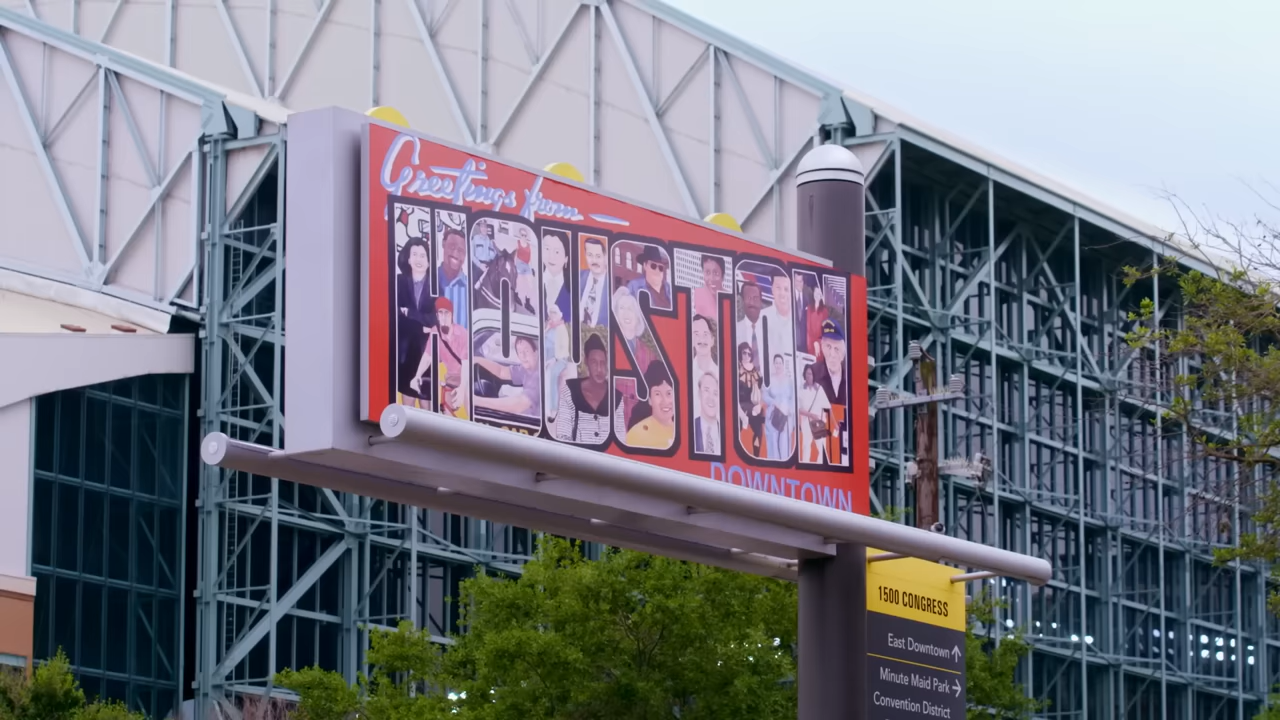 Greetings from
HOUSTON
DOWNTOWN
1500 CONGRESS
East Downtown ↑
Minute Maid Park →
Convention District